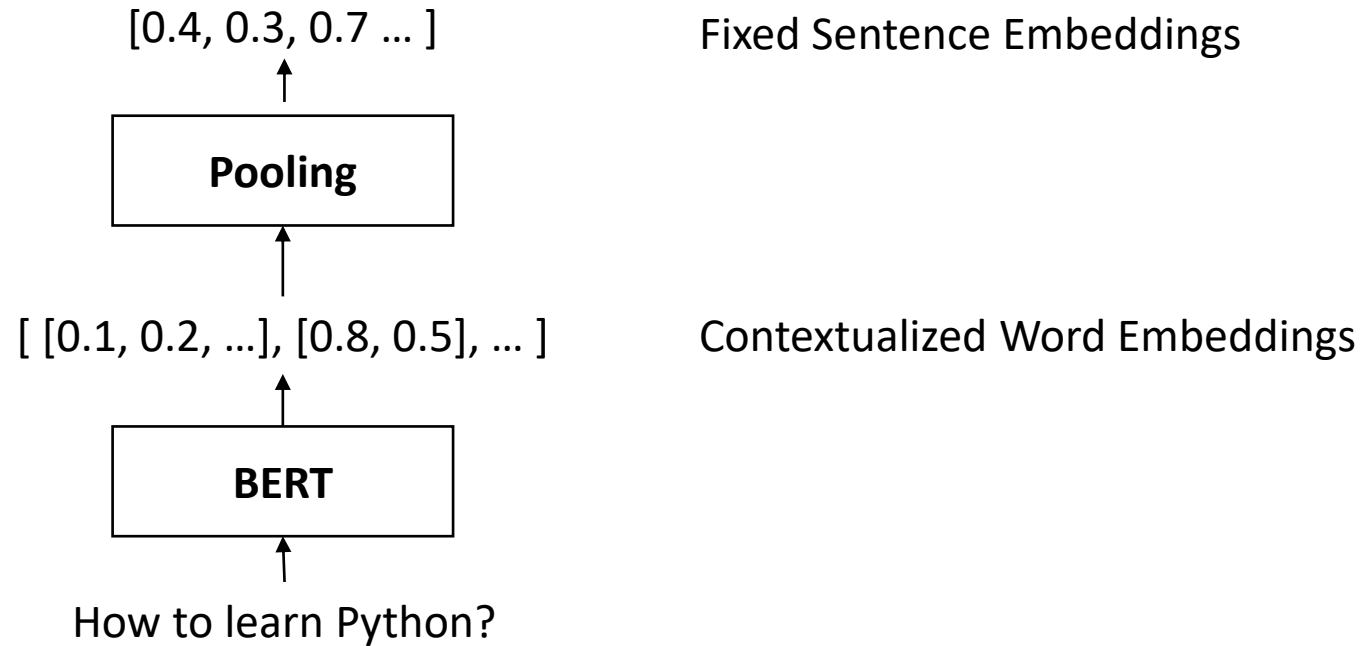 [0.4, 0.3, 0.7 … ] Fixed Sentence Embeddings
Pooling
[ [0.1, 0.2, …], [0.8, 0.5], … ] Contextualized Word Embeddings
BERT
How to learn Python?